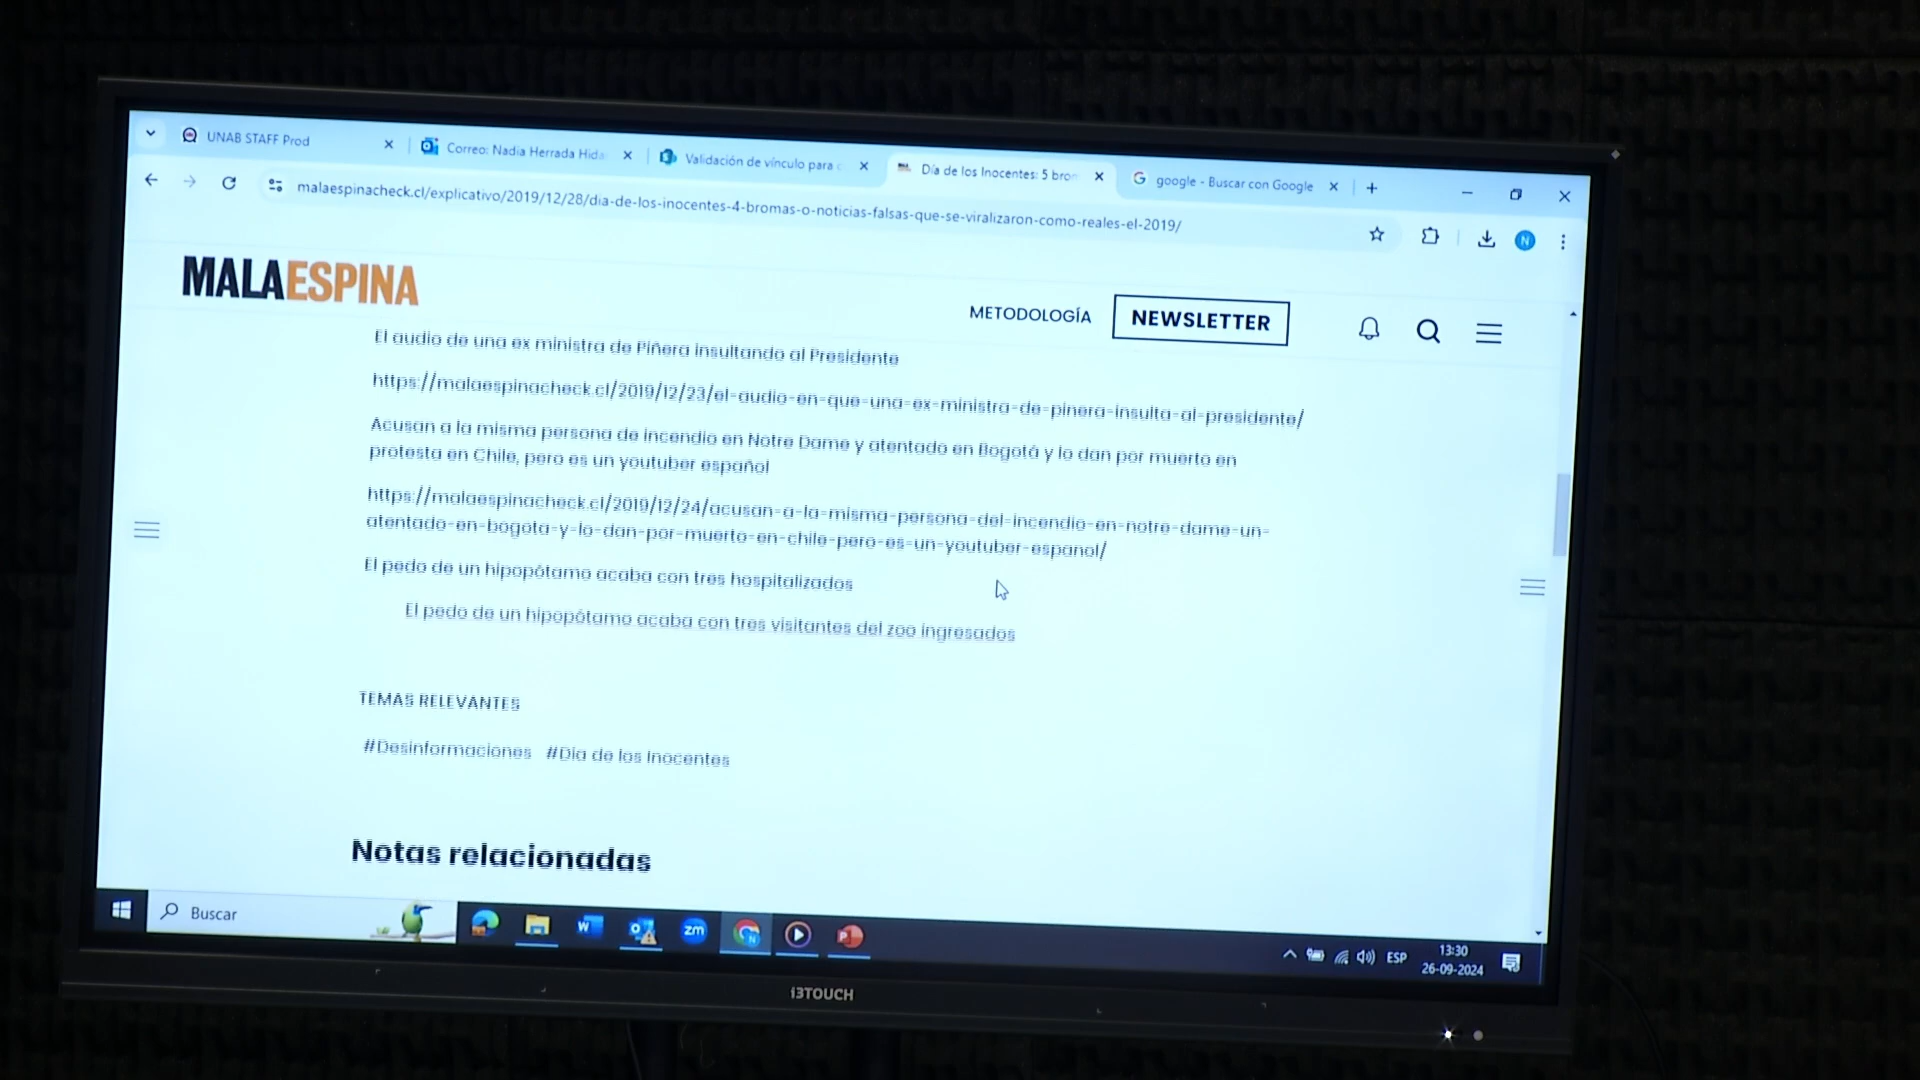 UNAB STAFF Prod
Correo: Nadia Herrada Hida
Validación de vínculo para
Día de los Inocentes: 5 bro
google - Buscar con Google
malaespinacheck.cl/explicativo/2019/12/28/dia-de-los-inocentes-4-bromas-o-noticias-falsas-que-se-viralizaron-como-reales-el-2019/
N
MALAESPINA
METODOLOGÍA
NEWSLETTER
El audio de una ex ministra de Piñera insultando al Presidente
https://malaespinacheck.cl/2019/12/23/el-audio-en-que-una-ex-ministra-de-pinera-insulta-al-presidente/
Acusan a la misma persona de incendio en Notre Dame y atentado en Bogotá y lo dan por muerto en
protesta en Chile, pero es un youtuber español
https://malaespinacheck.cl/2019/12/24/acusan-a-la-misma-persona-del-incendio-en-notre-dame-un-
atentado-en-bogota-y-lo-dan-por-muerto-en-chile-pero-es-un-youtuber-espanol/
El pedo de un hipopótamo acaba con tres hospitalizados
El pedo de un hipopótamo acaba con tres visitantes del zoo ingresados
TEMAS RELEVANTES
#Desinformaciones #Día de los Inocentes
Notas relacionadas
Buscar
zm
ESP
13:30
26-09-2024
i3TOUCH